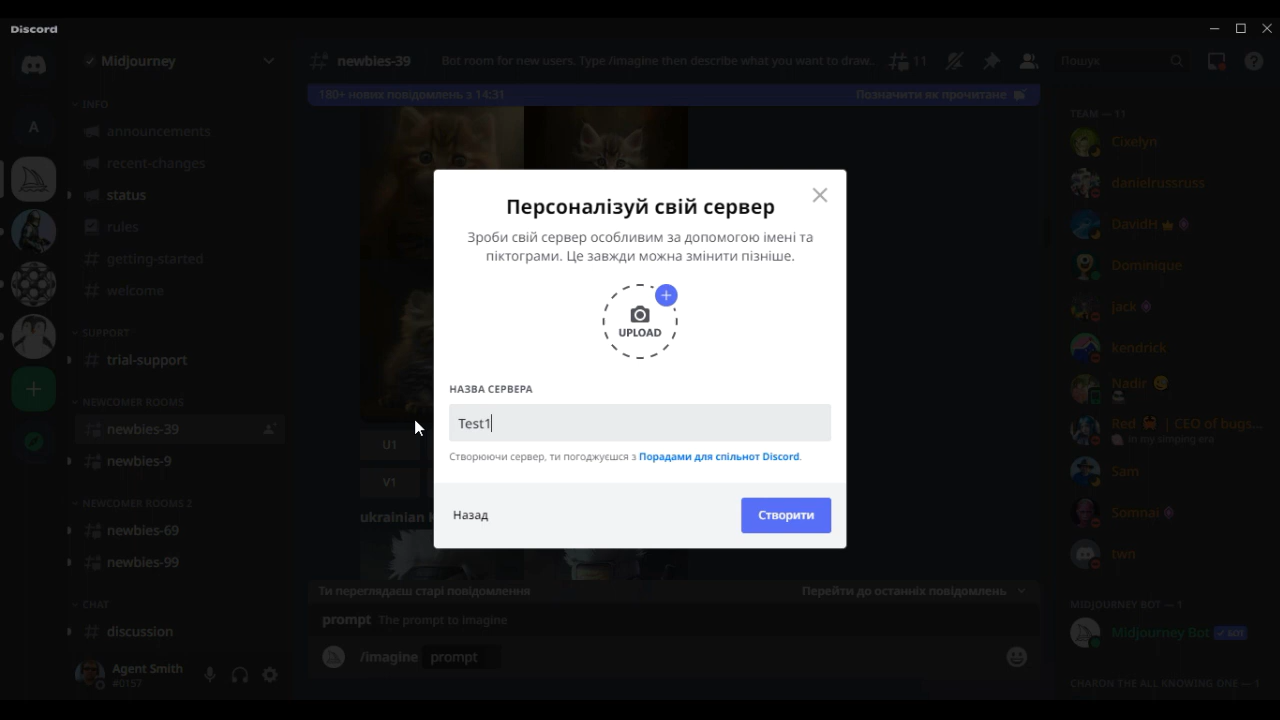 Discord
Midjourney
newbies-39
Bot room for new users. Type /imagine then describe what you want to draw...
11
Пошук
180+ нових повідомлень з 14:31
Позначити як прочитане
A
INFO
announcements
recent-changes
status
rules
getting-started
welcome
SUPPORT
trial-support
NEWCOMER ROOMS
newbies-39
newbies-9
NEWCOMER ROOMS 2
newbies-69
newbies-99
CHAT
discussion
Agent Smith
#0157
Персоналізуй свій сервер
Зроби свій сервер особливим за допомогою імені та
піктограми. Це завжди можна змінити пізніше.
UPLOAD
НАЗВА СЕРВЕРА
Test1
Створюючи сервер, ти погоджуєшся з Порадами для спільнот Discord.
Назад
Створити
U1
V1
ukrainian
Ти переглядаєш старі повідомлення
Перейти до останніх повідомлень
prompt The prompt to imagine
/imagine prompt
TEAM — 11
Cixelyn
danielrussruss
DavidH
Dominique
jack
kendrick
Nadir
Red | CEO of bugs...
in my simping era
Sam
Somnai
twn
MIDJOURNEY BOT — 1
Midjourney Bot BOT
CHARON THE ALL KNOWING ONE — 1